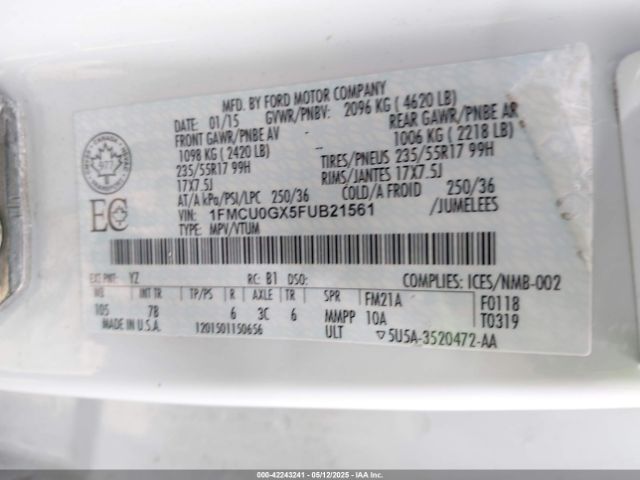 MFD. BY FORD MOTOR COMPANY
DATE: 01/15 GVWR/PNBV: 2096 KG ( 4620 LB)
FRONT GAWR/PNBE AV REAR GAWR/PNBE AR
1098 KG ( 2420 LB) 1006 KG ( 2218 LB)
235/55R17 99H TIRES/PNEUS 235/55R17 99H
17X7.5J RIMS/JANTES 17X7.5J
AT/A kPa/PSI/LPC 250/36 COLD/A FROID 250/36
VIN: 1FMCU0GX5FUB21561 /JUMELEES
TYPE: MPV/VTUM
EC
EXT PNT: YZ RC: B1 DSO: COMPLIES: ICES/NMB-002
WB INT TR TP/PS R AXLE TR SPR FM21A F0118
105 7B 6 3C 6 MMPP 10A T0319
MADE IN U.S.A. 1201501150656 ULT ▽5U5A-3520472-AA
000-42243241 - 05/12/2025 - IAA Inc.